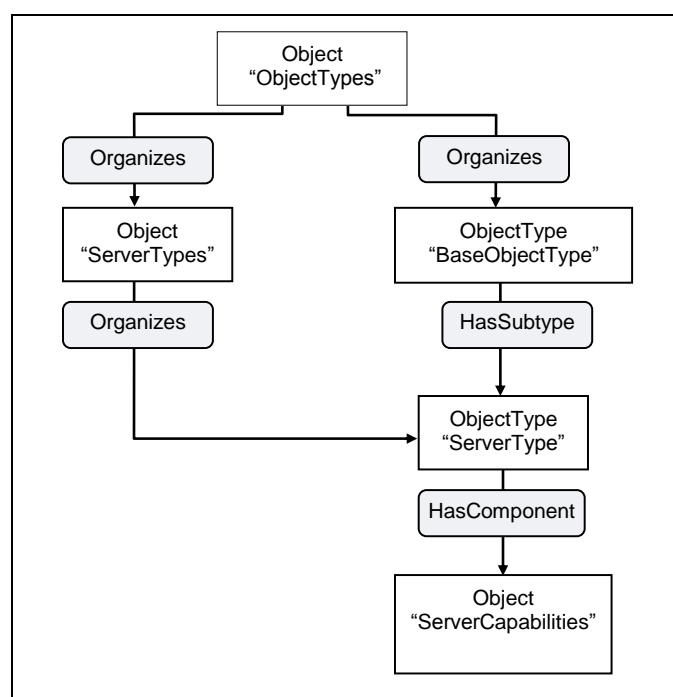 Object
“ObjectTypes”
Organizes
Organizes
Object
“ServerTypes”
ObjectType
“BaseObjectType”
Organizes
HasSubtype
ObjectType
“ServerType”
HasComponent
Object
“ServerCapabilities”